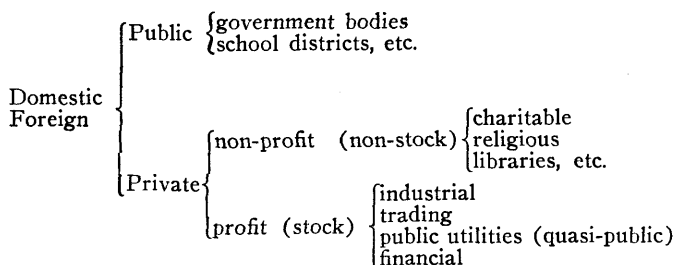 Public
government bodies
school districts, etc.
Domestic
Foreign
Private
non-profit (non-stock)
charitable
religious
libraries, etc.
profit (stock)
industrial
trading
public utilities (quasi-public)
financial